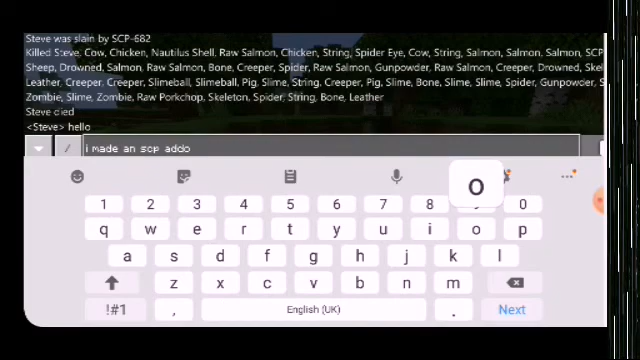 Steve was slain by SCP-682
Killed Steve, Cow, Chicken, Nautilus Shell, Raw Salmon, Chicken, String, Spider Eye, Cow, String, Salmon, Salmon, Salmon, SCP
Sheep, Drowned, Salmon, Raw Salmon, Bone, Creeper, Spider, Raw Salmon, Gunpowder, Raw Salmon, Creeper, Drowned, Skel
Leather, Creeper, Creeper, Slimeball, Slimeball, Pig, Slime, String, Creeper, Pig, Slime, Bone, Slime, Slime, Spider, Gunpowder, S
Zombie, Slime, Zombie, Raw Porkchop, Skeleton, Spider, String, Bone, Leather
Steve died
<Steve> hello
/ i made an scp addo
o
1 2 3 4 5 6 7 8 9 0
q w e r t y u i o p
a s d f g h j k l
z x c v b n m
!#1 , English (UK) . Next